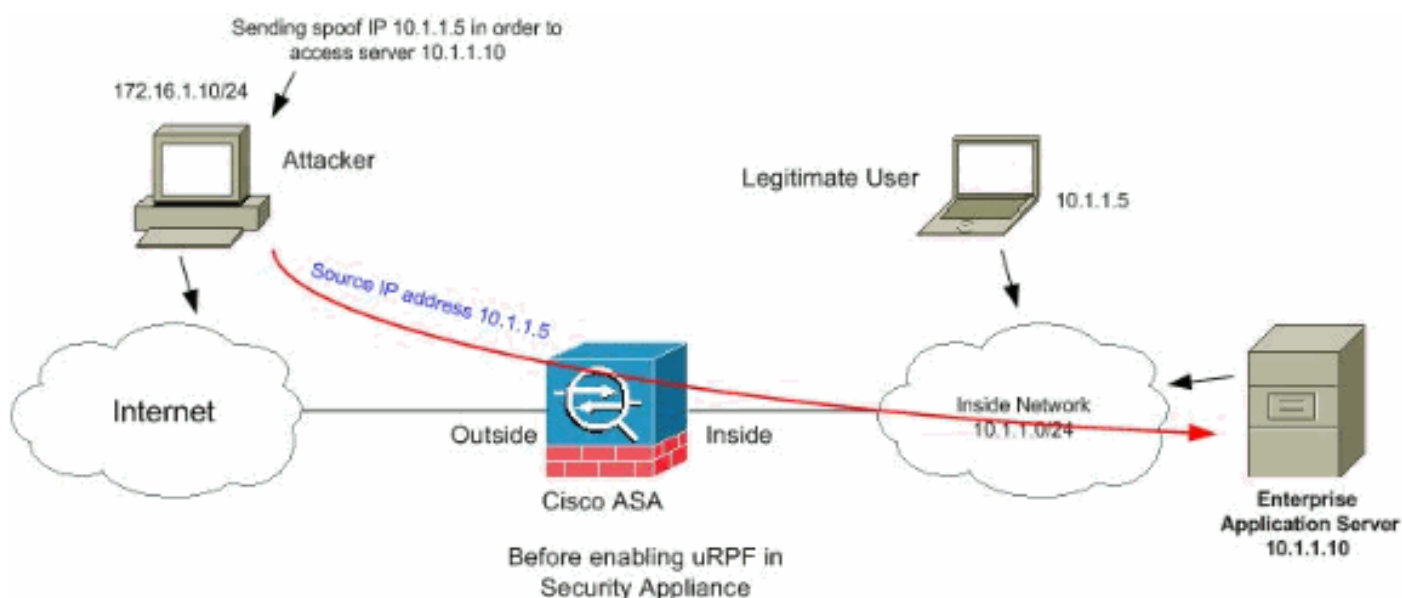 Sending spoof IP 10.1.1.5 in order to
access server 10.1.1.10
172.16.1.10/24
Attacker
Legitimate User
10.1.1.5
Source IP address 10.1.1.5
Internet
Outside
Inside
Inside Network
10.1.1.0/24
Cisco ASA
Enterprise
Application Server
10.1.1.10
Before enabling uRPF in
Security Appliance